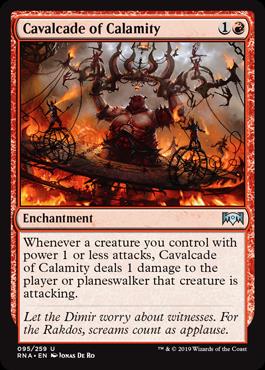 Cavalcade of Calamity 1
Enchantment
Whenever a creature you control with
power 1 or less attacks, Cavalcade
of Calamity deals 1 damage to the
player or planeswalker that creature is
attacking.
Let the Dimir worry about witnesses. For
the Rakdos, screams count as applause.
095/259 U
RNA • EN Jonas De Ro
™ & © 2019 Wizards of the Coast